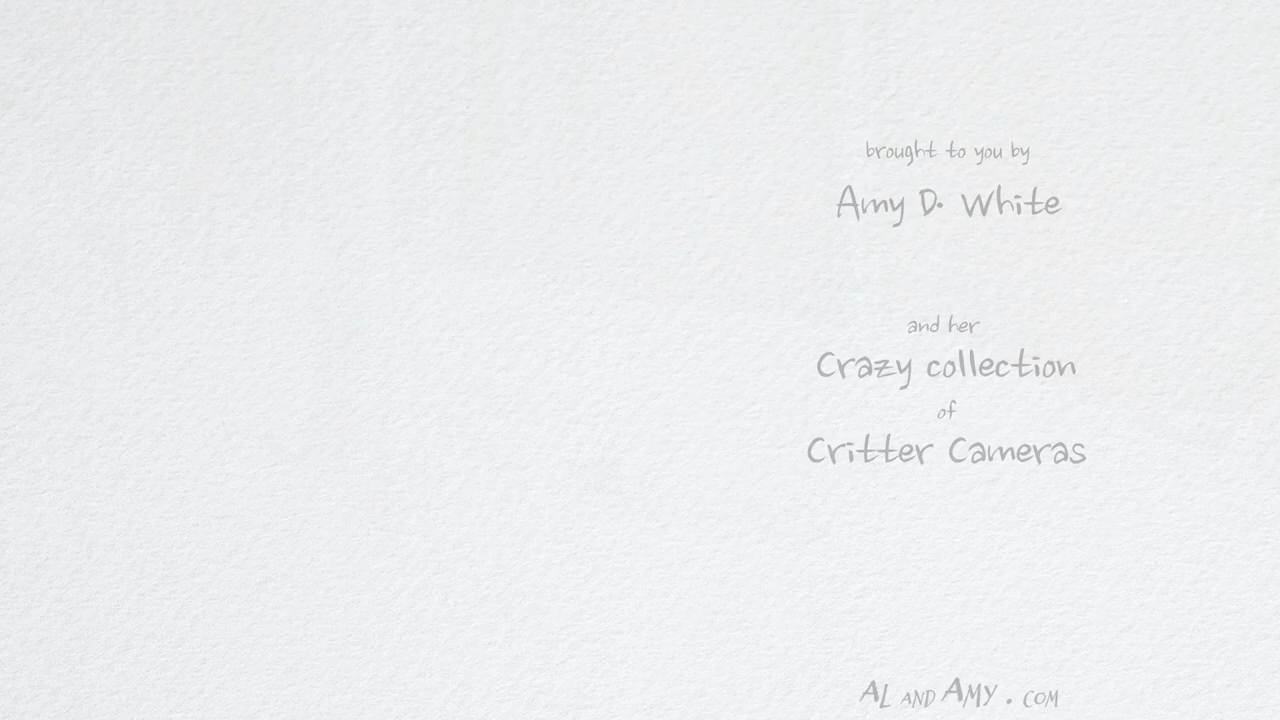 brought to you by
Amy D. White
and her
Crazy collection
of
Critter Cameras
AL AND AMY . COM